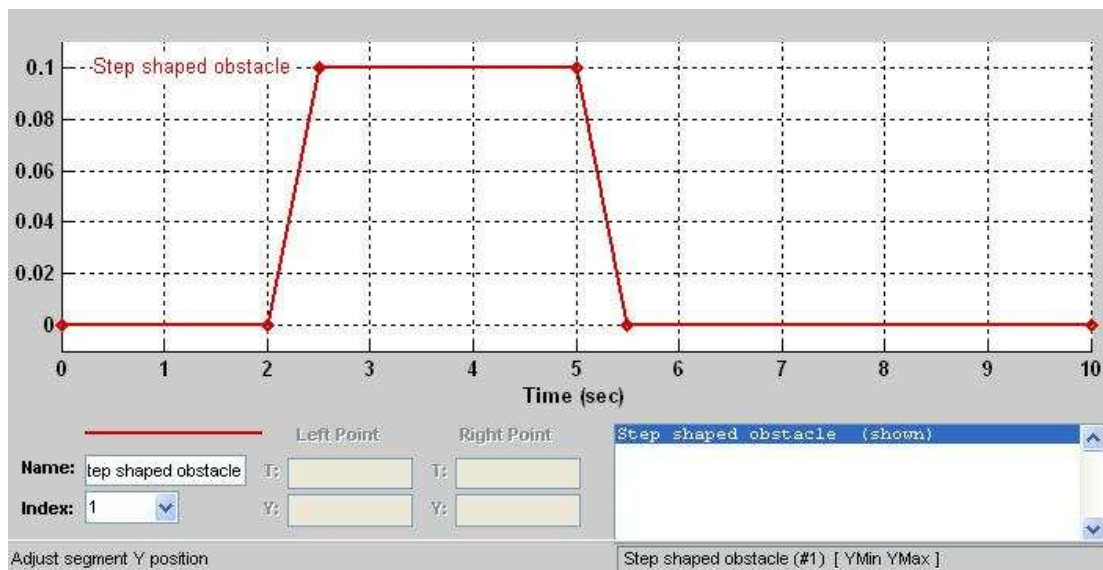 0.1
Step shaped obstacle
0.08
0.06
0.04
0.02
0
0 1 2 3 4 5 6 7 8 9 10
Time (sec)
Left Point Right Point
Name: tep shaped obstacle T: T:
Index: 1 Y: Y:
Step shaped obstacle (shown)
Adjust segment Y position
Step shaped obstacle (#1) [ YMin YMax ]